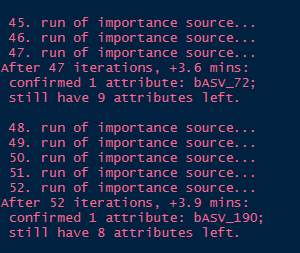 45. run of importance source...
46. run of importance source...
47. run of importance source...
After 47 iterations, +3.6 mins:
confirmed 1 attribute: bASV_72;
still have 9 attributes left.
48. run of importance source...
49. run of importance source...
50. run of importance source...
51. run of importance source...
52. run of importance source...
After 52 iterations, +3.9 mins:
confirmed 1 attribute: bASV_190;
still have 8 attributes left.